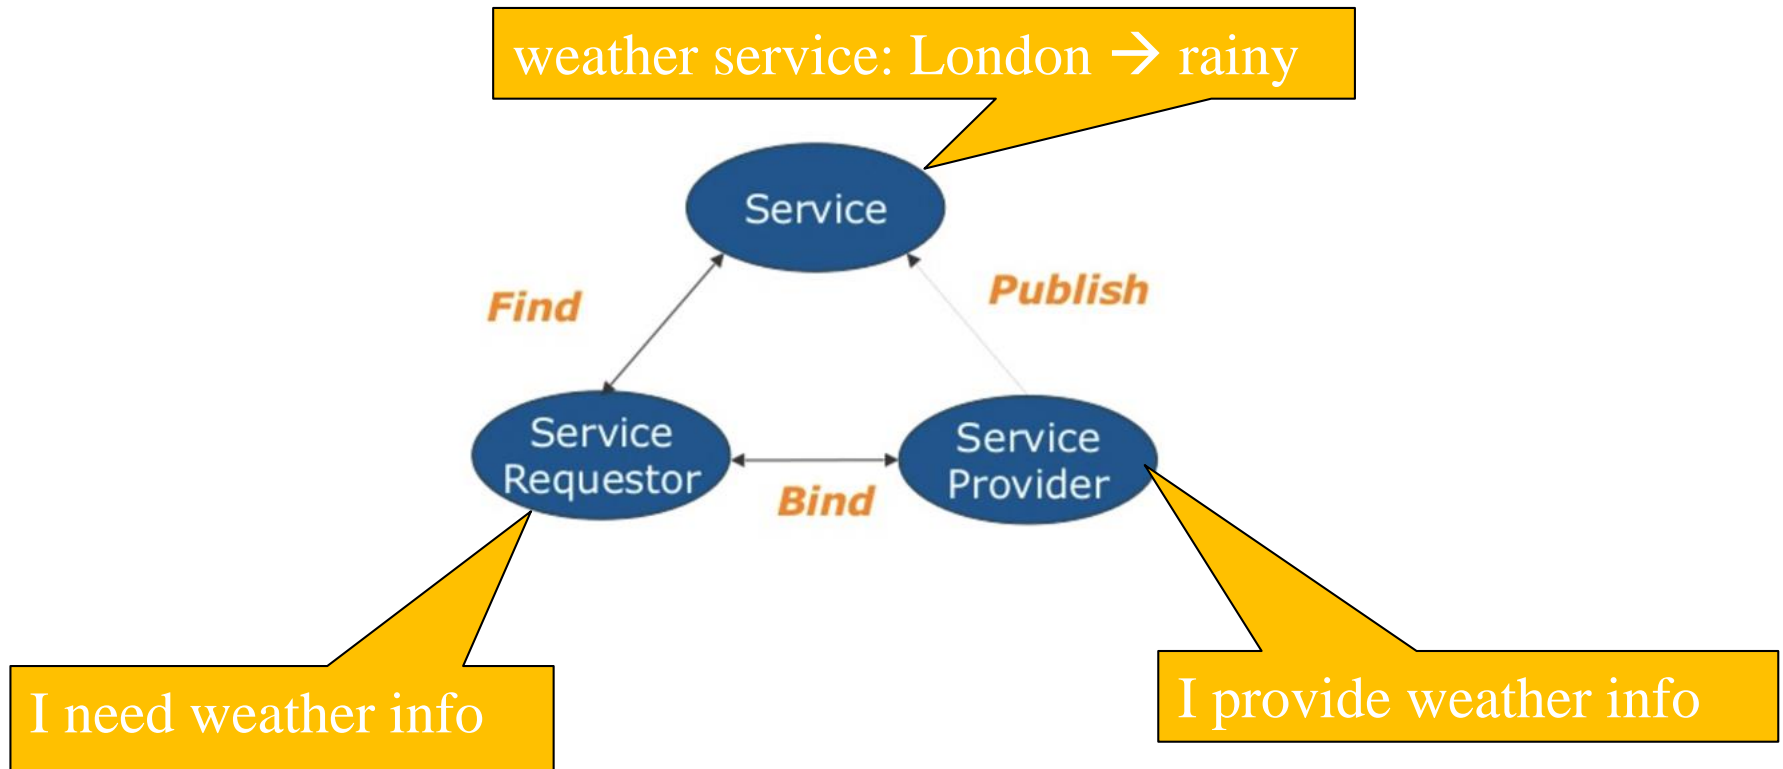 weather service: London → rainy
Service
Find
Publish
Service
Requestor
Service
Provider
Bind
I need weather info
I provide weather info